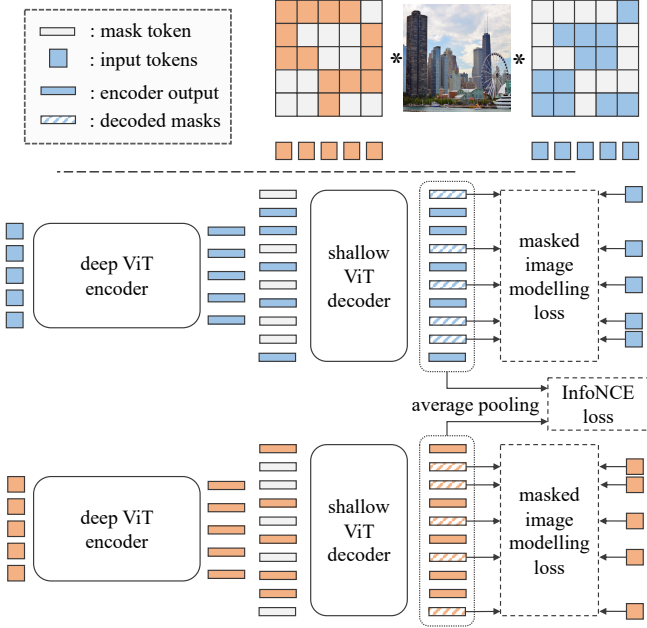 : mask token
: input tokens
: encoder output
: decoded masks
*
*
deep ViT
encoder
shallow
ViT
decoder
masked
image
modelling
loss
average pooling
InfoNCE
loss
deep ViT
encoder
shallow
ViT
decoder
masked
image
modelling
loss